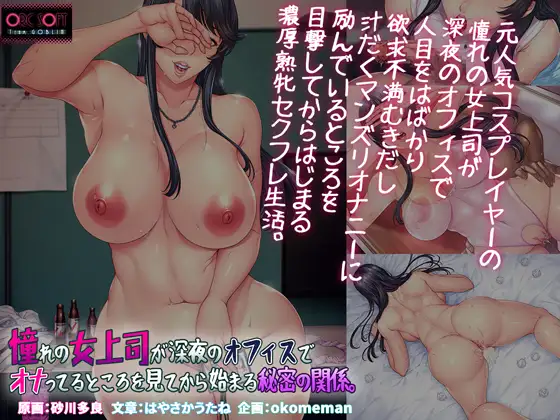 ORC SOFT
Team GOBLIN
元人気コスプレイヤーの
憧れの女上司が
深夜のオフィスで
人目をはばかり
欲求不満むきだし
汁だくマンズリオナニーに
励んでいるところを
目撃してからはじまる
濃厚熟牝セクフレ生活。
憧れの女上司が深夜のオフィスで
オナってるところを見てから始まる秘密の関係。
原画:砂川多良 文章:はやさかうたね 企画:okomeman